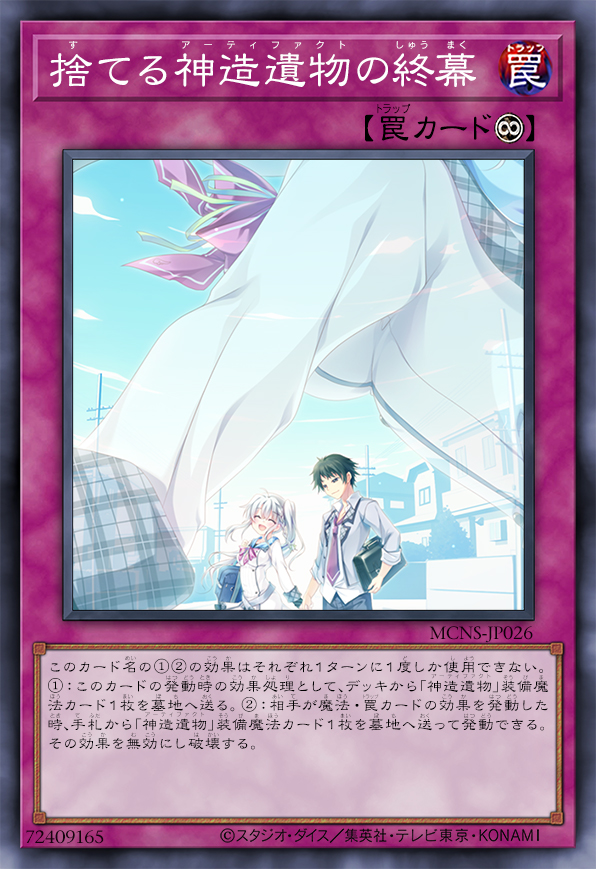 捨てる神造遺物の終幕 罠
【罠カード】
MCNS-JP026
このカード名の①②の効果はそれぞれ1ターンに1度しか使用できない。
①:このカードの発動時の効果処理として、デッキから「神造遺物」装備魔
法カード1枚を墓地へ送る。②:相手が魔法・罠カードの効果を発動した
時、手札から「神造遺物」装備魔法カード1枚を墓地へ送って発動できる。
その効果を無効にし破壊する。
72409165 ©スタジオ・ダイス/集英社・テレビ東京・KONAMI